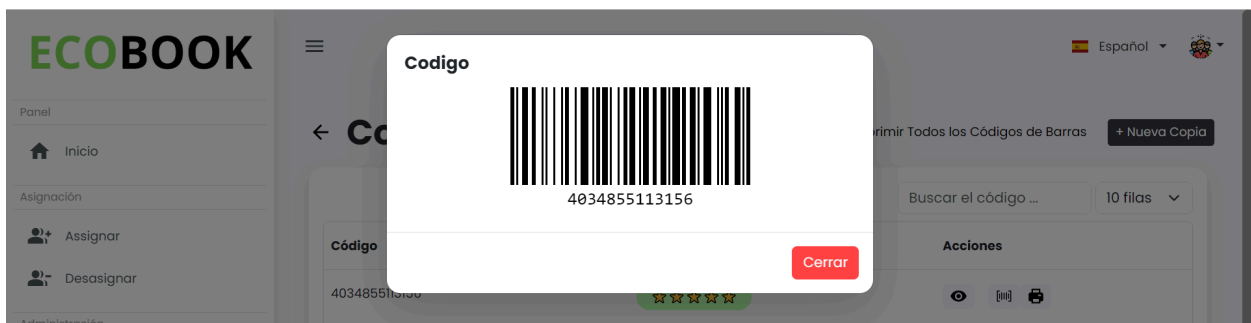 ECOBOOK
Español
Codigo
4034855113156
Cerrar
Panel
Inicio
Asignación
Assignar
Desasignar
Todos los Códigos de Barras
+ Nueva Copia
Buscar el código ...
10 filas
Código
Acciones